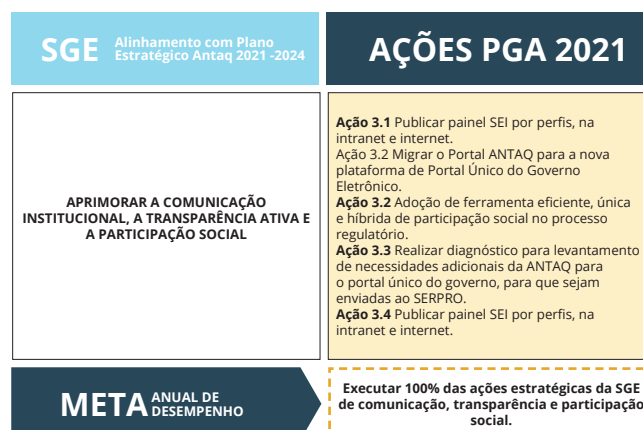 SGE Alinhamento com Plano
Estratégico Antaq 2021 -2024
AÇÕES PGA 2021
APRIMORAR A COMUNICAÇÃO
INSTITUCIONAL, A TRANSPARÊNCIA ATIVA E
A PARTICIPAÇÃO SOCIAL
Ação 3.1 Publicar painel SEI por perfis, na
intranet e internet.
Ação 3.2 Migrar o Portal ANTAQ para a nova
plataforma de Portal Único do Governo
Eletrônico.
Ação 3.2 Adoção de ferramenta eficiente, única
e híbrida de participação social no processo
regulatório.
Ação 3.3 Realizar diagnóstico para levantamento
de necessidades adicionais da ANTAQ para
o portal único do governo, para que sejam
enviadas ao SERPRO.
Ação 3.4 Publicar painel SEI por perfis, na
intranet e internet.
META ANUAL DE
DESEMPENHO
Executar 100% das ações estratégicas da SGE
de comunicação, transparência e participação
social.